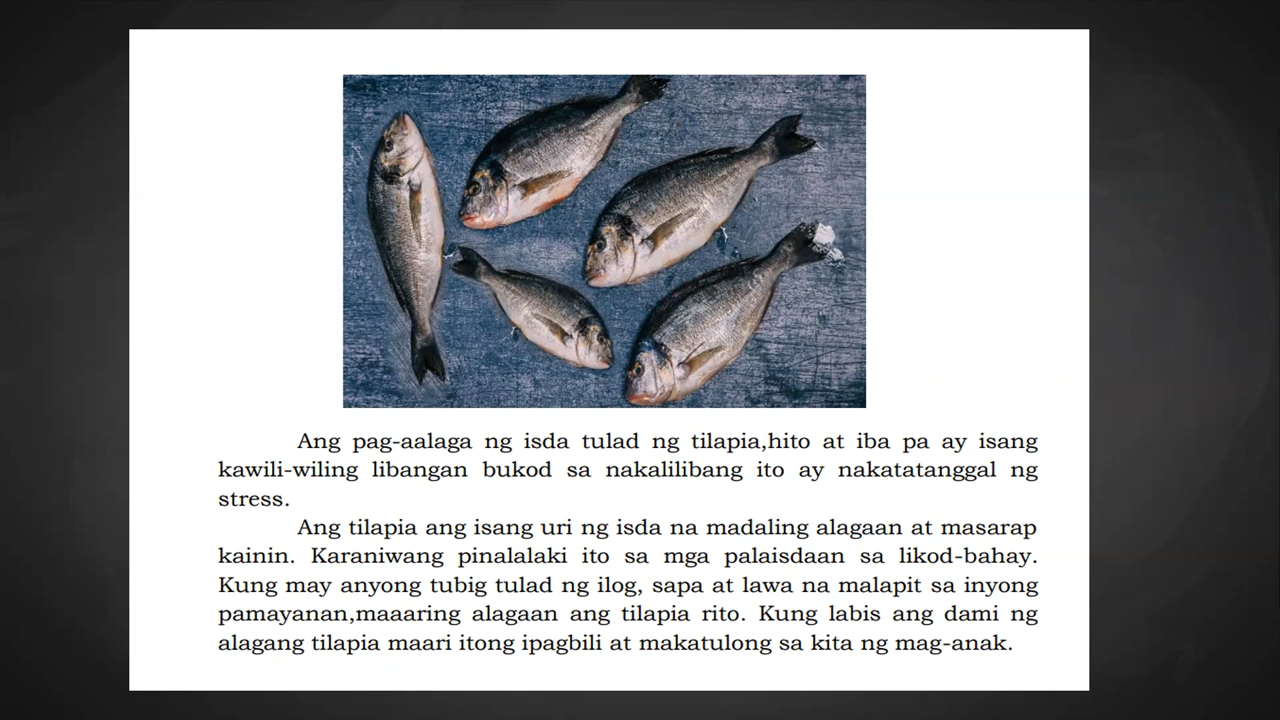 Ang pag-aalaga ng isda tulad ng tilapia,hito at iba pa ay isang
kawili-wiling libangan bukod sa nakalilibang ito ay nakatatanggal ng
stress.
Ang tilapia ang isang uri ng isda na madaling alagaan at masarap
kainin. Karaniwang pinalalaki ito sa mga palaisdaan sa likod-bahay.
Kung may anyong tubig tulad ng ilog, sapa at lawa na malapit sa inyong
pamayanan,maaaring alagaan ang tilapia rito. Kung labis ang dami ng
alagang tilapia maari itong ipagbili at makatulong sa kita ng mag-anak.